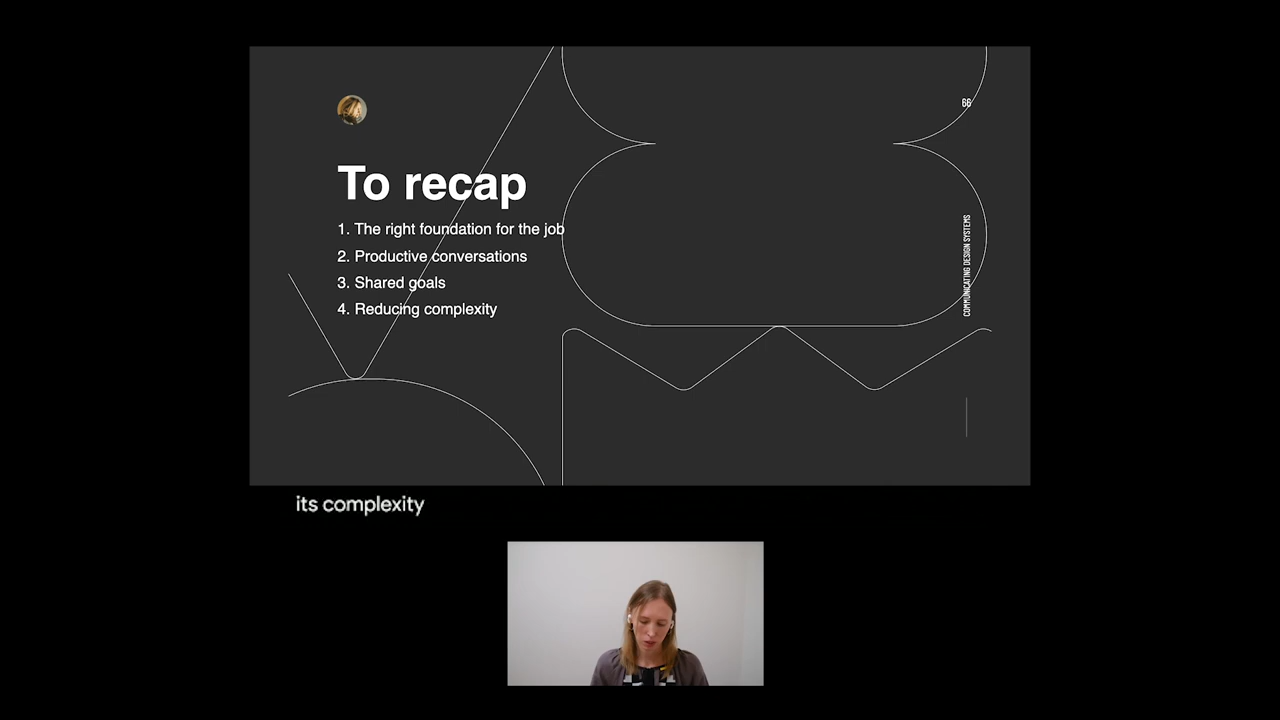 66
To recap
1. The right foundation for the job
2. Productive conversations
3. Shared goals
4. Reducing complexity
COMMUNICATING DESIGN SYSTEMS
its complexity